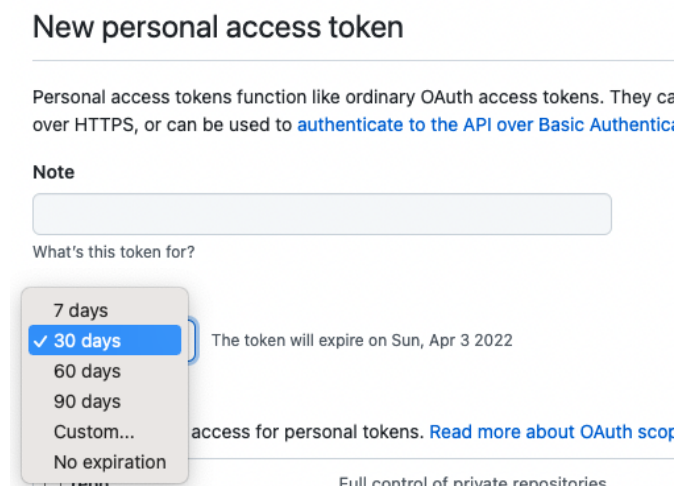 New personal access token
Personal access tokens function like ordinary OAuth access tokens. They ca
over HTTPS, or can be used to authenticate to the API over Basic Authentica
Note
What's this token for?
7 days
✓ 30 days
The token will expire on Sun, Apr 3 2022
60 days
90 days
Custom...
access for personal tokens. Read more about OAuth scop
No expiration
Full control of private repositories